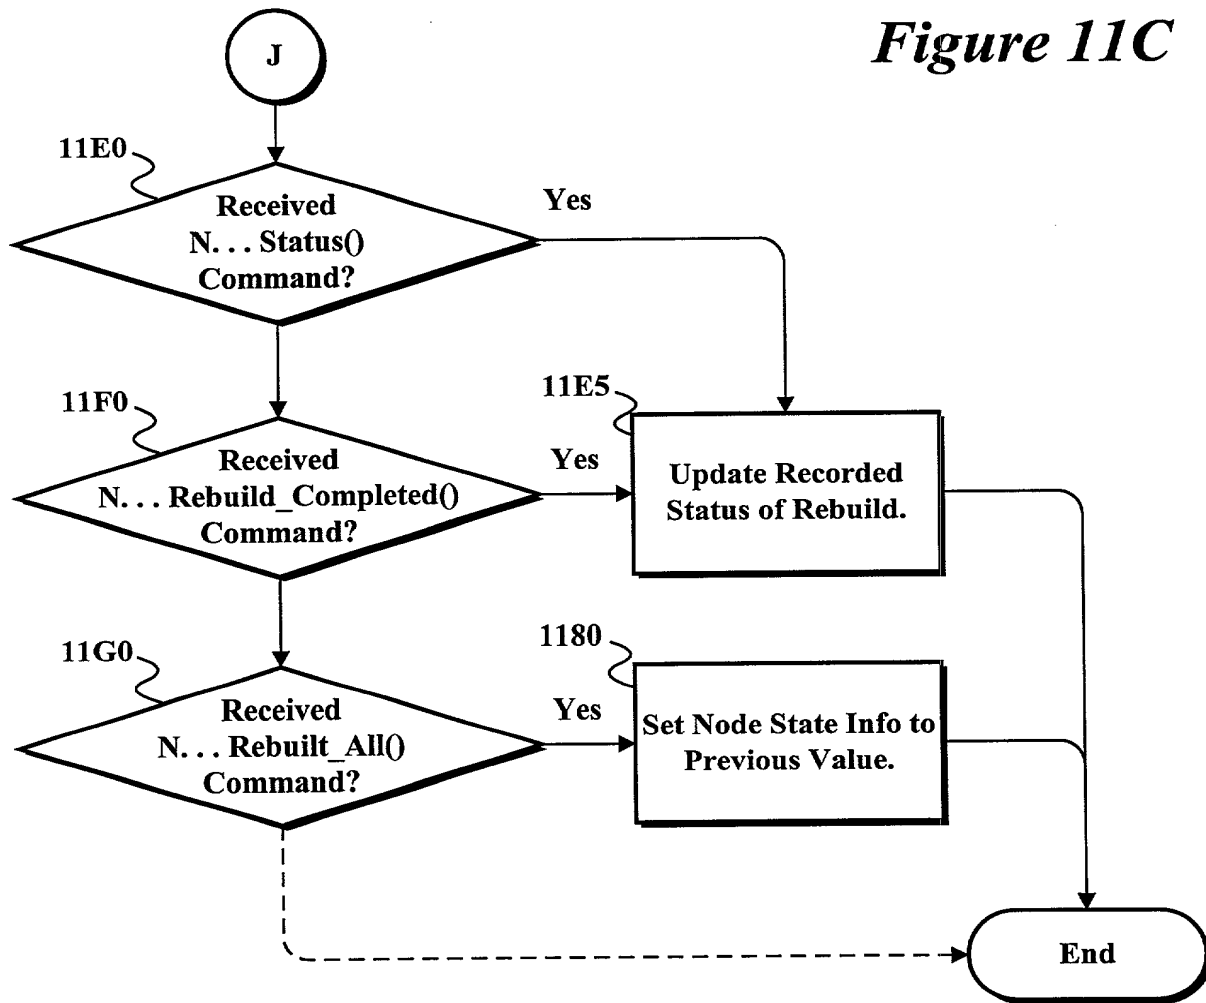 Figure 11C
J
11E0
Received
N. . . Status()
Command?
Yes
11F0
Received
N. . . Rebuild_Completed()
Command?
Yes
11E5
Update Recorded
Status of Rebuild.
11G0
Received
N. . . Rebuilt_All()
Command?
Yes
1180
Set Node State Info to
Previous Value.
End